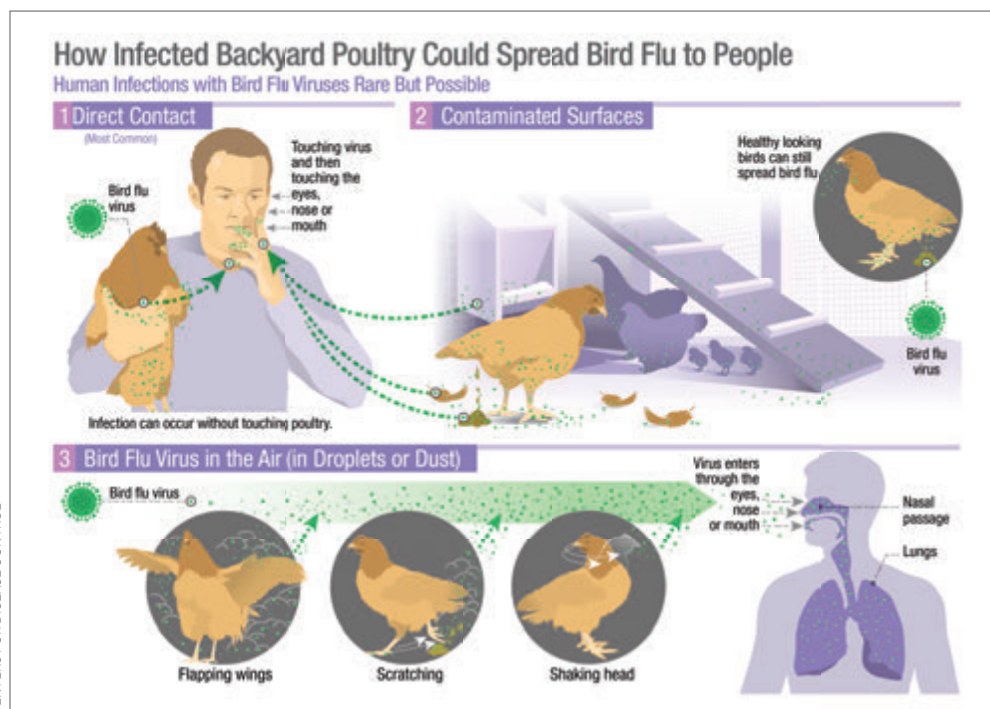 How Infected Backyard Poultry Could Spread Bird Flu to People
Human Infections with Bird Flu Viruses Rare But Possible
1 Direct Contact
(Most Common)
Bird flu
virus
Touching virus
and then
touching the
eyes,
nose or
mouth
Infection can occur without touching poultry.
2 Contaminated Surfaces
Healthy looking
birds can still
spread bird flu
Bird flu
virus
3 Bird Flu Virus in the Air (in Droplets or Dust)
Bird flu virus
Flapping wings
Scratching
Shaking head
Virus enters
through the
eyes,
nose
or mouth
Nasal
passage
Lungs